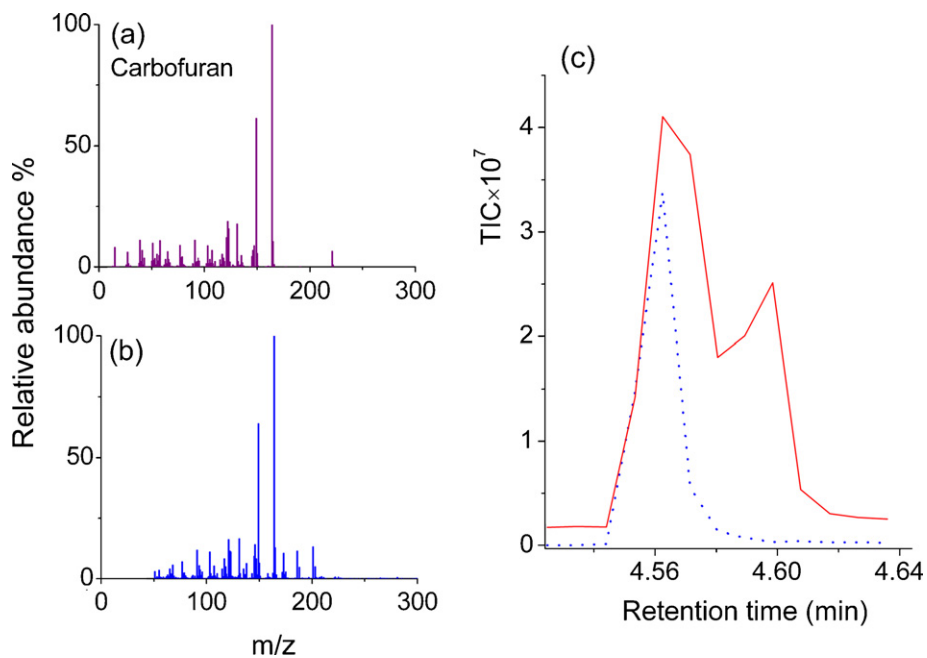 (a)
Carbofuran
100
50
0
0 100 200 300
(b)
100
50
0
0 100 200 300
m/z
Relative abundance %
(c)
4
3
2
1
0
4.56 4.60 4.64
Retention time (min)
TIC×10⁷